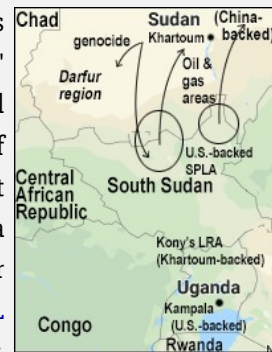 Chad
Sudan
(China-
backed)
genocide
Khartoum
Darfur
region
Oil &
gas
areas
U.S.-backed
SPLA
Central
African
Republic
South Sudan
Kony's LRA
(Khartoum-backed)
Uganda
Kampala
(U.S.-backed)
Congo
Rwanda